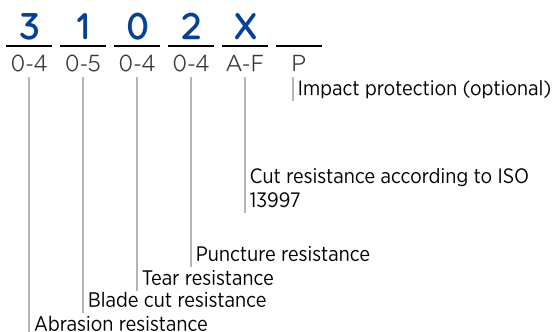 3 1 0 2 X
0-4 0-5 0-4 0-4 A-F P
Impact protection (optional)
Cut resistance according to ISO
13997
Puncture resistance
Tear resistance
Blade cut resistance
Abrasion resistance